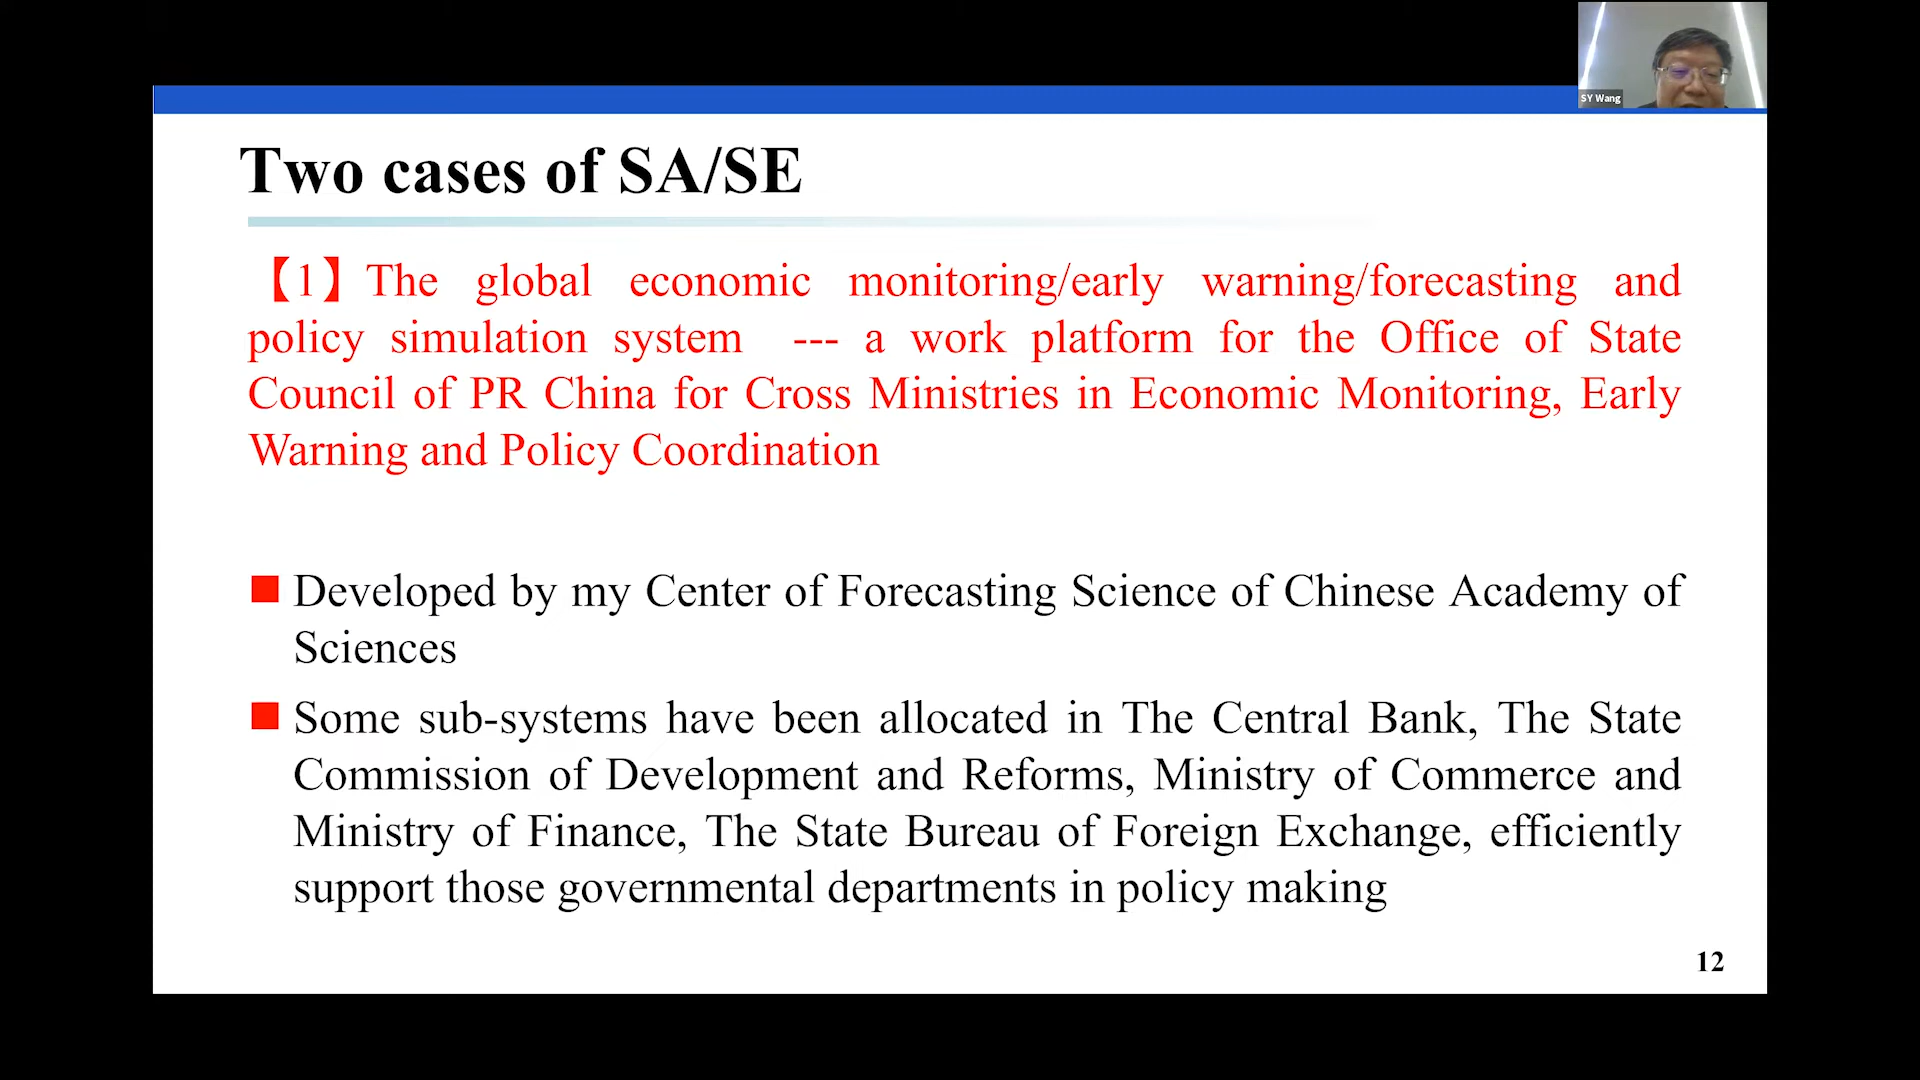 SY Wang
Two cases of SA/SE
【1】The global economic monitoring/early warning/forecasting and
policy simulation system --- a work platform for the Office of State
Council of PR China for Cross Ministries in Economic Monitoring, Early
Warning and Policy Coordination
Developed by my Center of Forecasting Science of Chinese Academy of
Sciences
Some sub-systems have been allocated in The Central Bank, The State
Commission of Development and Reforms, Ministry of Commerce and
Ministry of Finance, The State Bureau of Foreign Exchange, efficiently
support those governmental departments in policy making
12